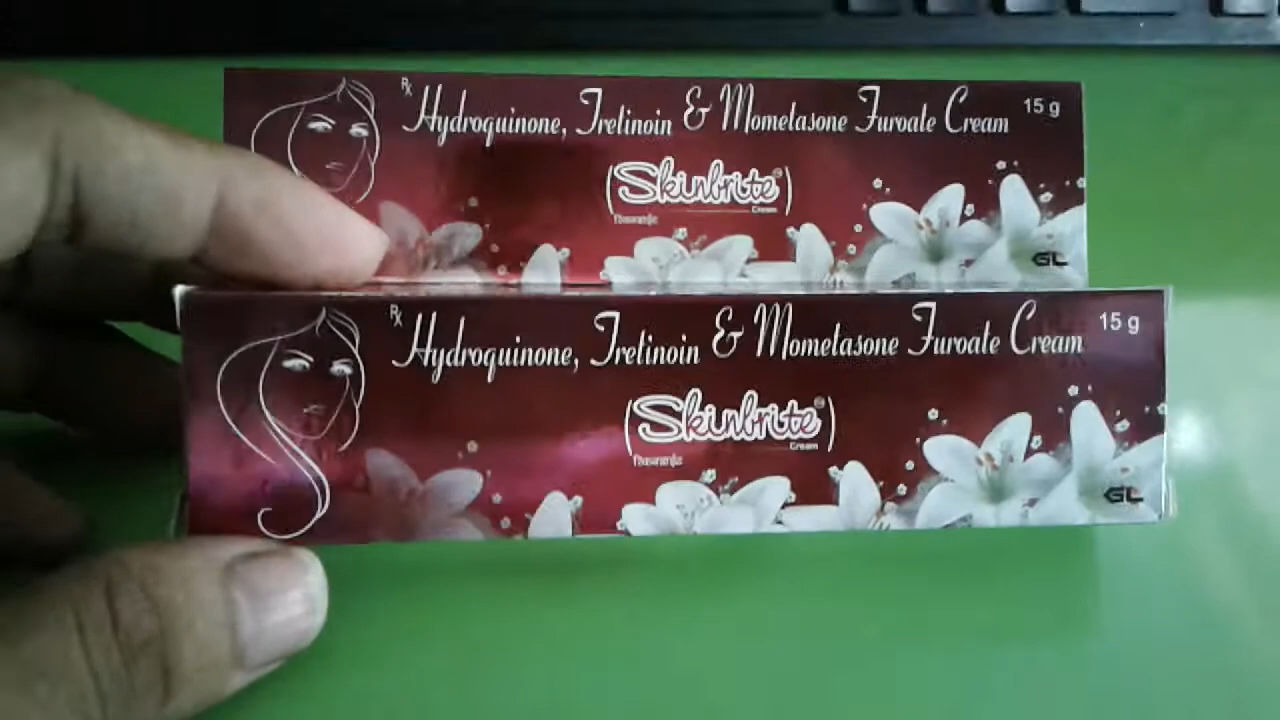 Rx Hydroquinone, Tretinoin & Mometasone Furoate Cream 15 g
(Skinbrite)
Cream
GL
Rx Hydroquinone, Tretinoin & Mometasone Furoate Cream 15 g
(Skinbrite)
Cream
GL